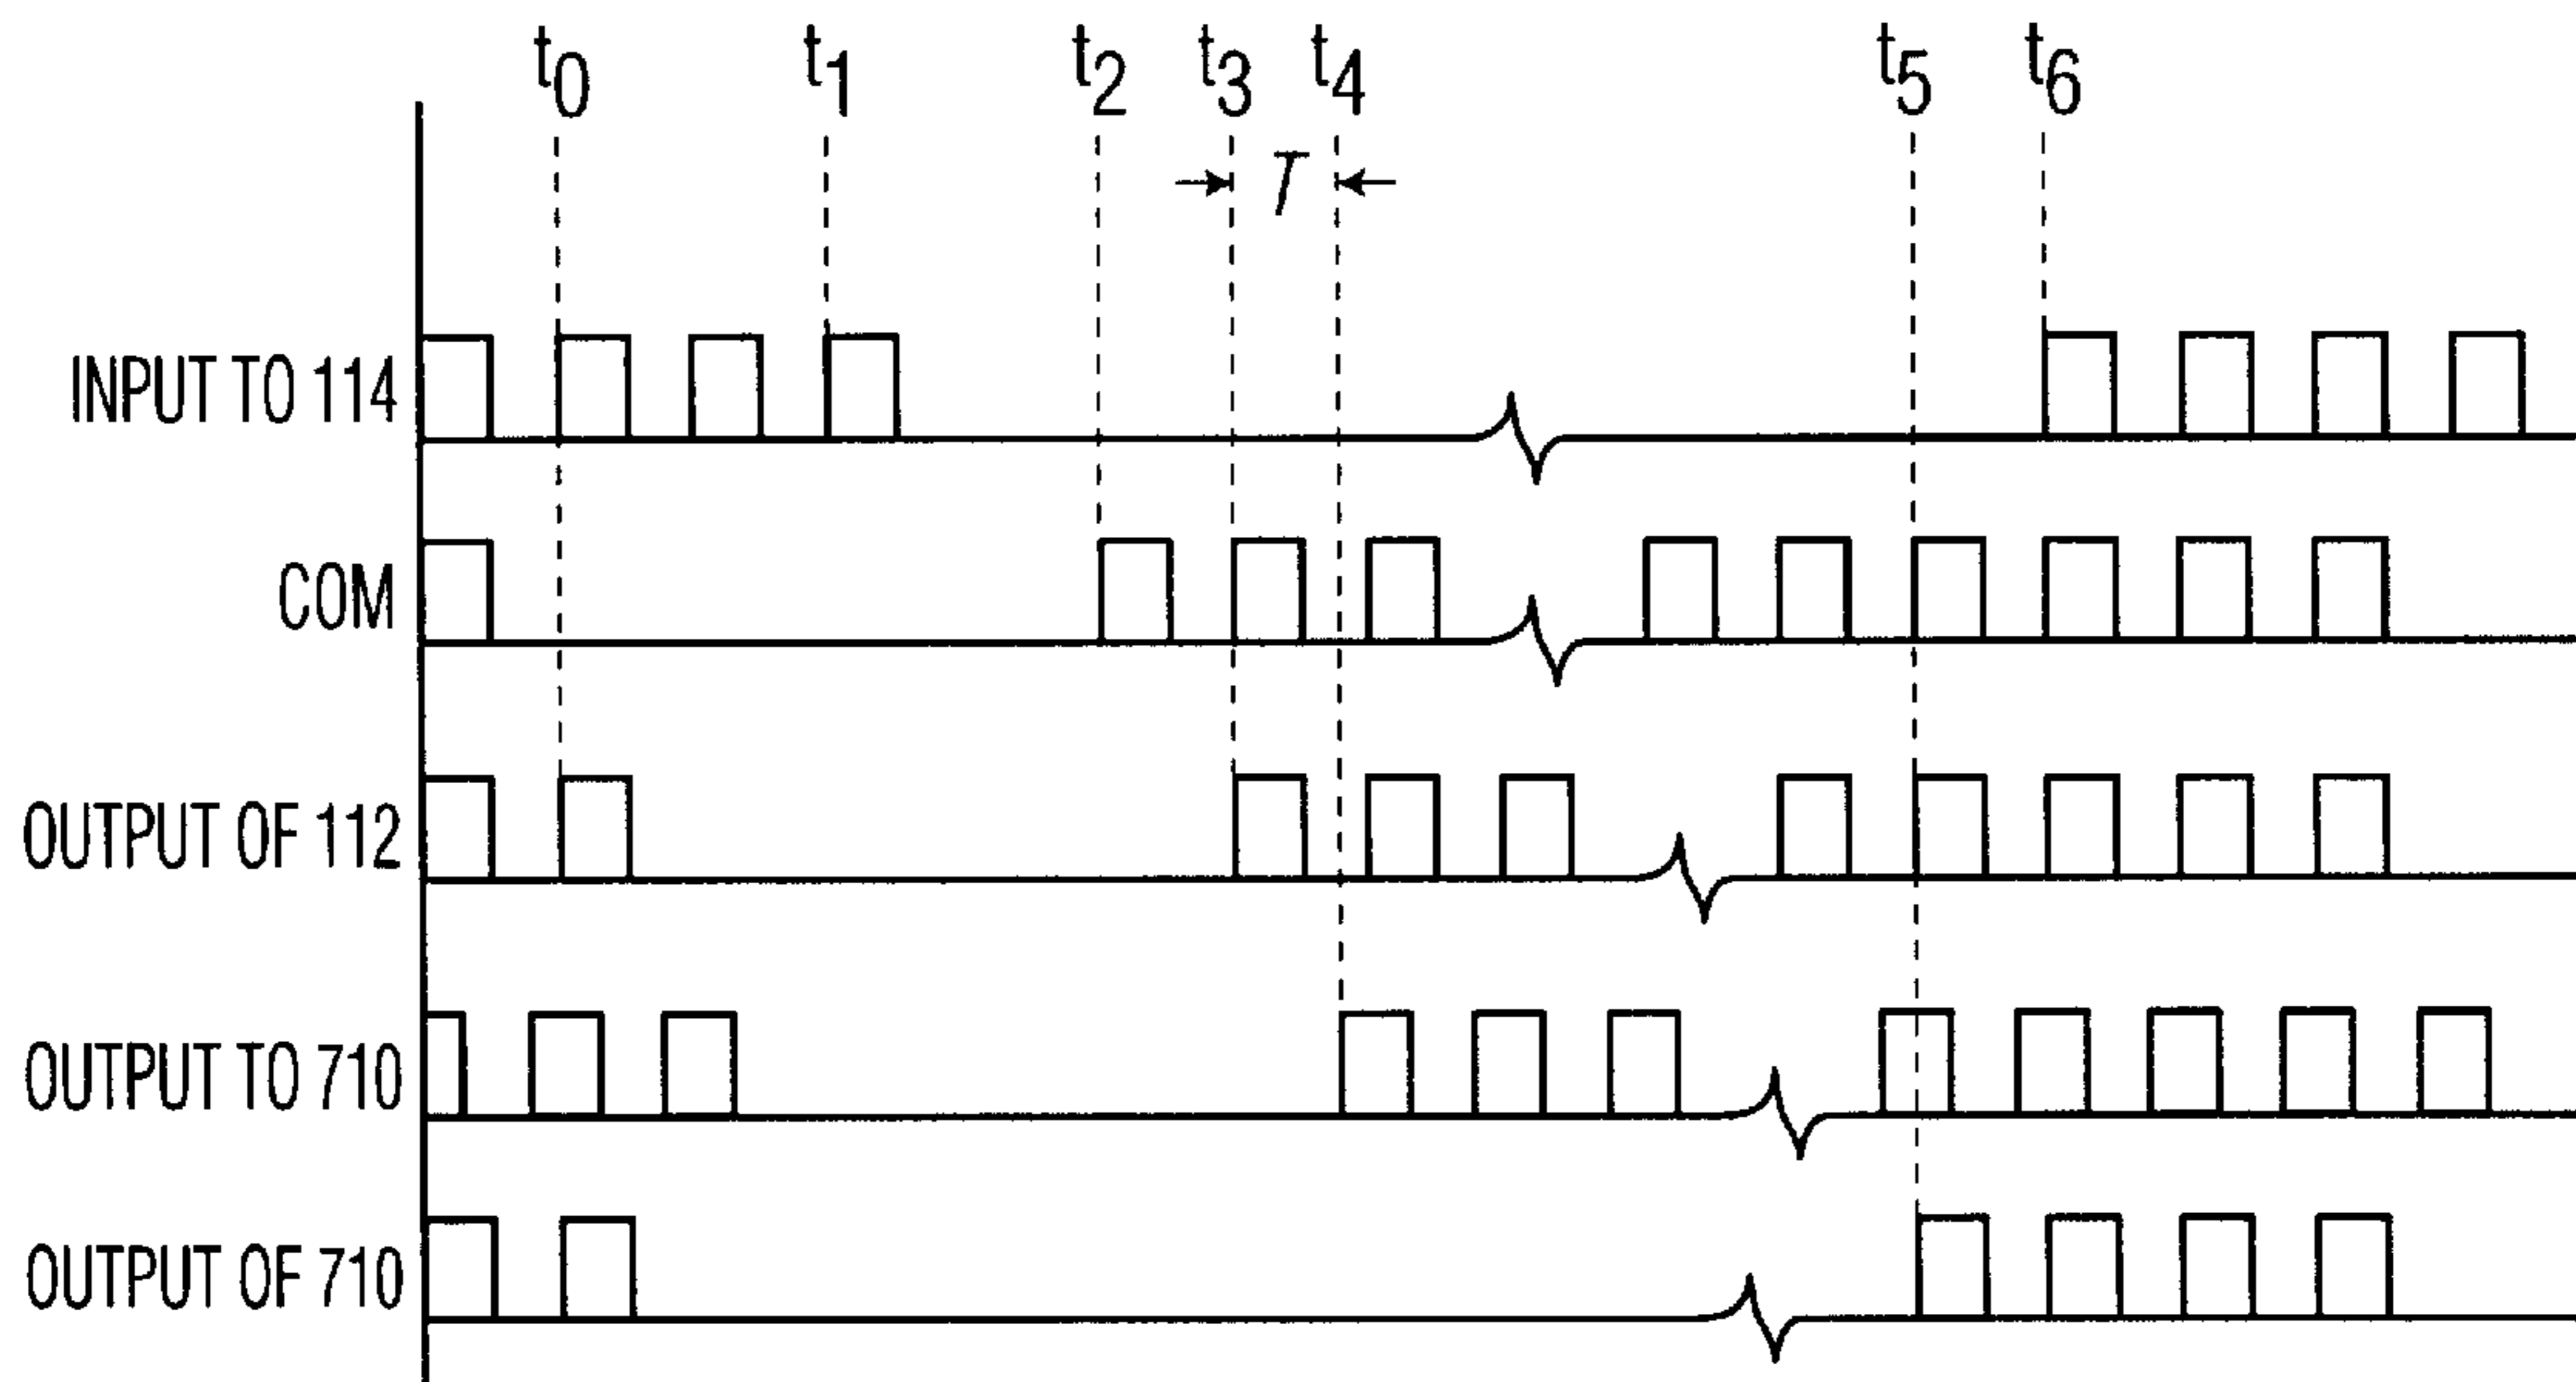 t0 t1 t2 t3 t4 t5 t6
T
INPUT TO 114
COM
OUTPUT OF 112
OUTPUT TO 710
OUTPUT OF 710